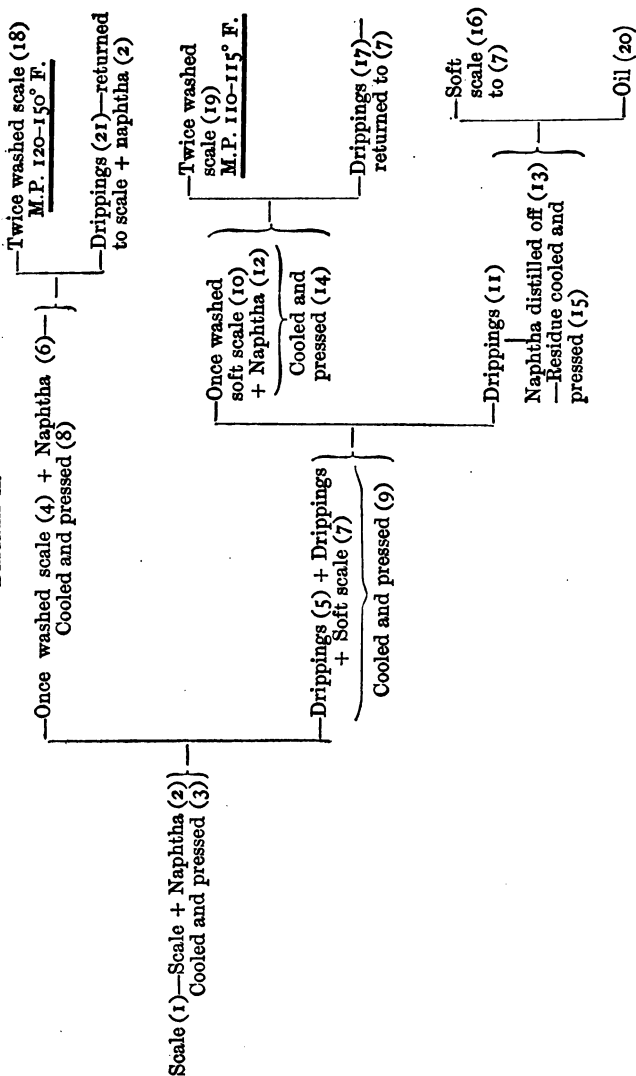 Scale (1)—Scale + Naphtha (2)
Cooled and pressed (3)
—Once washed scale (4) + Naphtha (6)—
Cooled and pressed (8)
—Twice washed scale (18)
M.P. 120–150° F.
—Drippings (21)—returned
to scale + naphtha (2)
—Drippings (5) + Drippings
+ Soft scale (7)
Cooled and pressed (9)
—Once washed
soft scale (10)
+ Naphtha (12)
Cooled and
pressed (14)
—Twice washed
scale (19)
M.P. 110–115° F.
—Drippings (17)—
returned to (7)
—Drippings (11)
Naphtha distilled off (13)
—Residue cooled and
pressed (15)
—Soft
scale (16)
to (7)
—Oil (20)